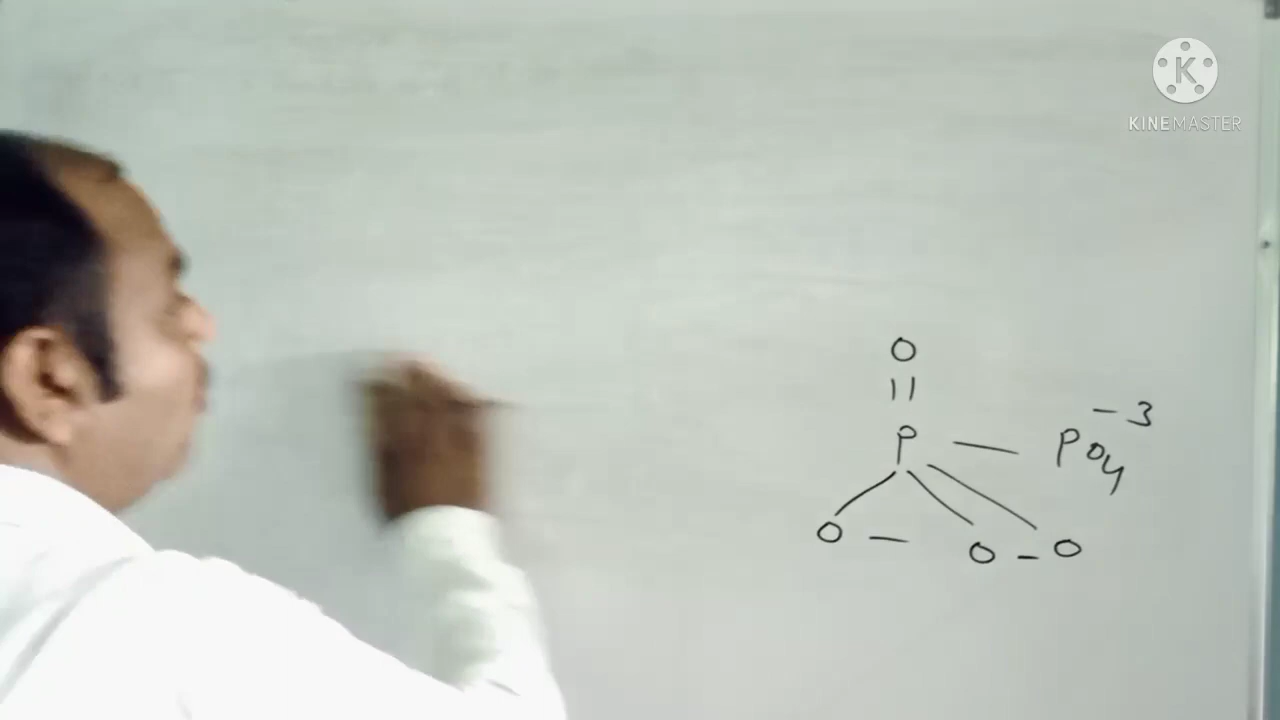 K
KINEMASTER
O
||
P — PO4 -3
O — O - O